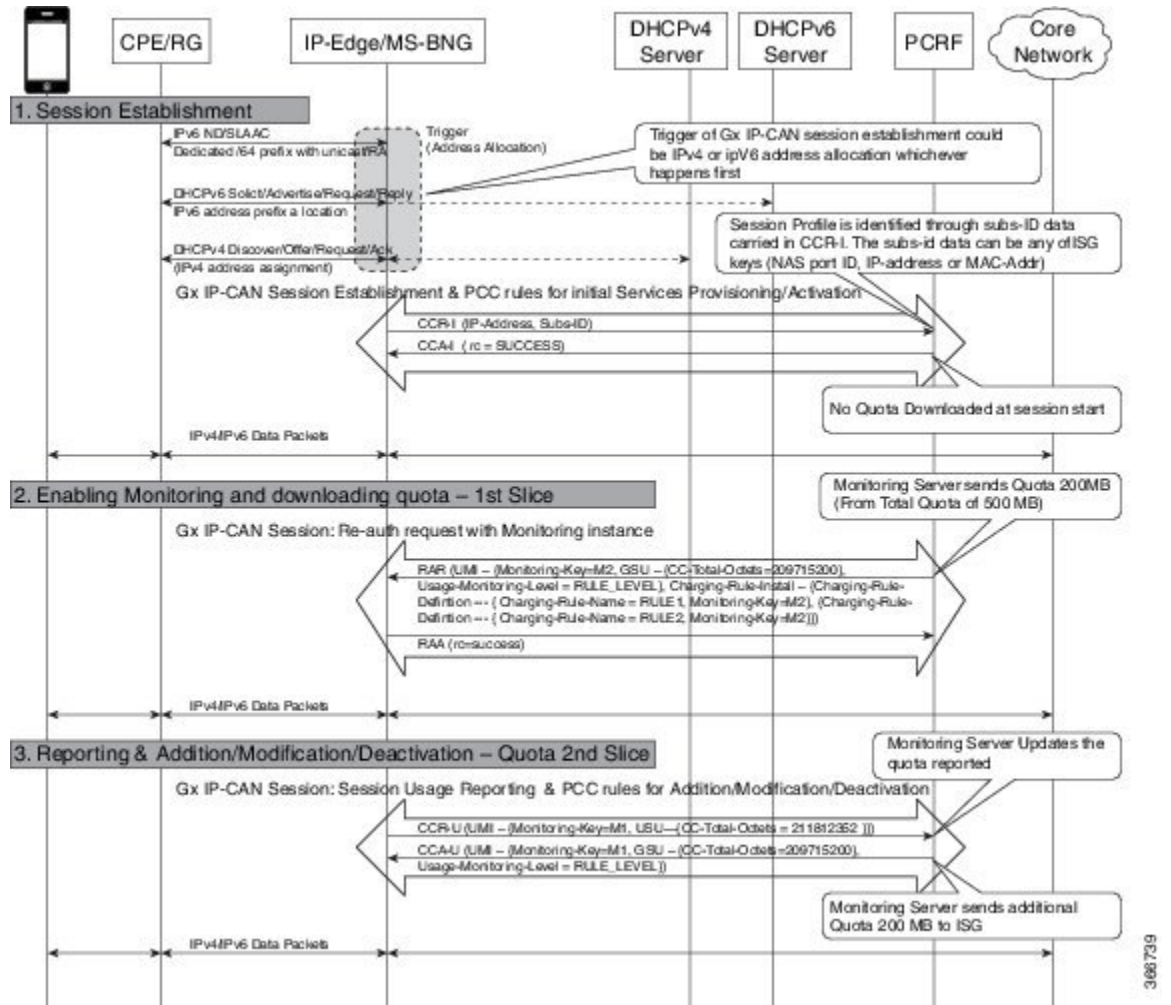 CPE/RG
IP-Edge/MS-BNG
DHCPv4
Server
DHCPv6
Server
PCRF
Core
Network
1. Session Establishment
IPv6 ND/SLAAC
Dedicated /64 prefix with unicast/RA
Trigger
(Address Allocation)
Trigger of Gx IP-CAN session establishment could
be IPv4 or ipV6 address allocation whichever
happens first
DHCPv6 Solict/Advertise/Request/Reply
IPv6 address prefix a location
Session Profile is identified through subs-ID data
carried in CCR-I. The subs-id data can be any of ISG
keys (NAS port ID, IP-address or MAC-Addr)
DHCPv4 Discover/Offer/Request/Ack
(IPv4 address assignment)
Gx IP-CAN Session Establishment & PCC rules for initial Services Provisioning/Activation
CCR-I (IP-Address, Subs-ID)
CCA-I ( rc = SUCCESS)
No Quota Downloaded at session start
IPv4/IPv6 Data Packets
2. Enabling Monitoring and downloading quota – 1st Slice
Monitoring Server sends Quota 200MB
(From Total Quota of 500 MB)
Gx IP-CAN Session: Re-auth request with Monitoring instance
RAR (UMI – (Monitoring-Key=M2, GSU – (CC-Total-Octets=209715200),
Usage-Monitoring-Level = RULE_LEVEL), Charging-Rule-Install – (Charging-Rule-
Defintion --- ( Charging-Rule-Name = RULE1, Monitoring-Key=M2), (Charging-Rule-
Defintion --- ( Charging-Rule-Name = RULE2, Monitoring-Key=M2)))
RAA (rc=success)
IPv4/IPv6 Data Packets
3. Reporting & Addition/Modification/Deactivation – Quota 2nd Slice
Monitoring Server Updates the
quota reported
Gx IP-CAN Session: Session Usage Reporting & PCC rules for Addition/Modification/Deactivation
CCR-U (UMI – (Monitoring-Key=M1, USU—(CC-Total-Octets = 211812352 )))
CCA-U (UMI – (Monitoring-Key=M1, GSU – (CC-Total-Octets=209715200),
Usage-Monitoring-Level = RULE_LEVEL))
Monitoring Server sends additional
Quota 200 MB to ISG
IPv4/IPv6 Data Packets
366739